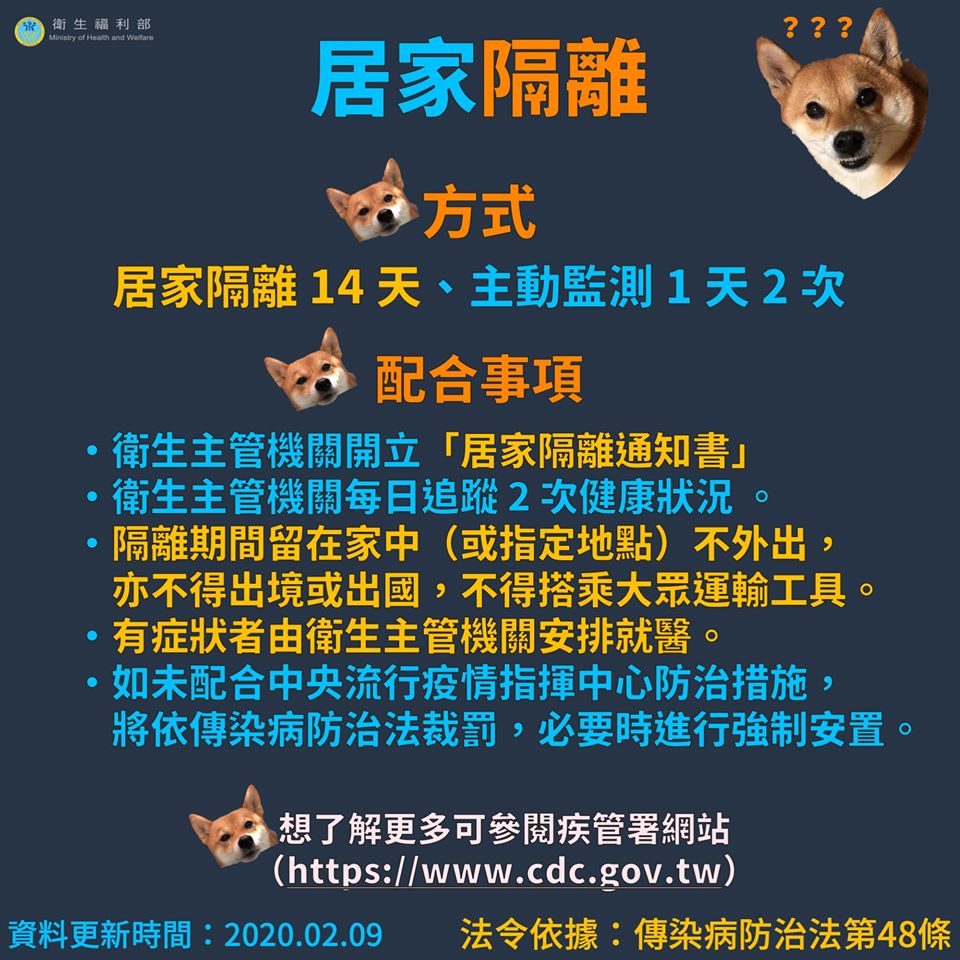 衛生福利部
Ministry of Health and Welfare
???
居家隔離
方式
居家隔離 14 天、主動監測 1 天 2 次
配合事項
・衛生主管機關開立「居家隔離通知書」
・衛生主管機關每日追蹤 2 次健康狀況 。
・隔離期間留在家中（或指定地點）不外出，
亦不得出境或出國，不得搭乘大眾運輸工具。
・有症狀者由衛生主管機關安排就醫。
・如未配合中央流行疫情指揮中心防治措施，
將依傳染病防治法裁罰，必要時進行強制安置。
想了解更多可參閱疾管署網站
（https://www.cdc.gov.tw）
資料更新時間：2020.02.09
法令依據：傳染病防治法第48條